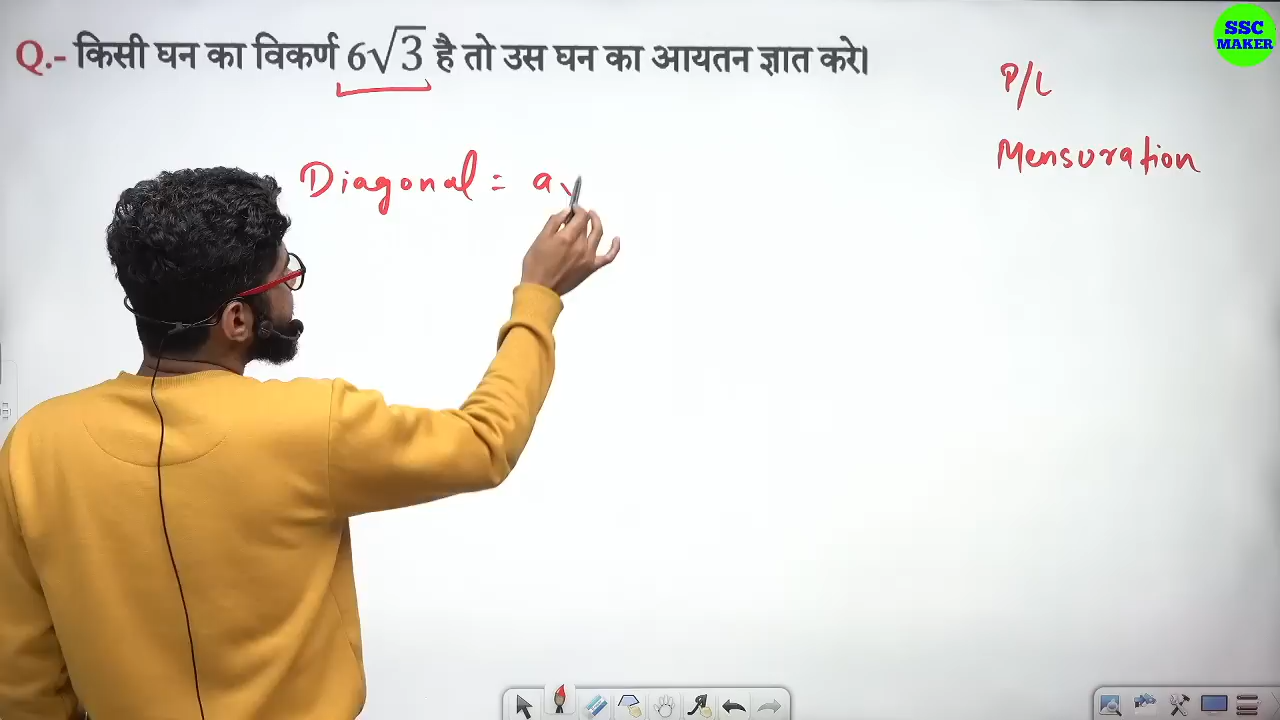 Q.- किसी घन का विकर्ण 6√3 है तो उस घन का आयतन ज्ञात करे।
SSC
MAKER
P/L
Mensuration
Diagonal = a